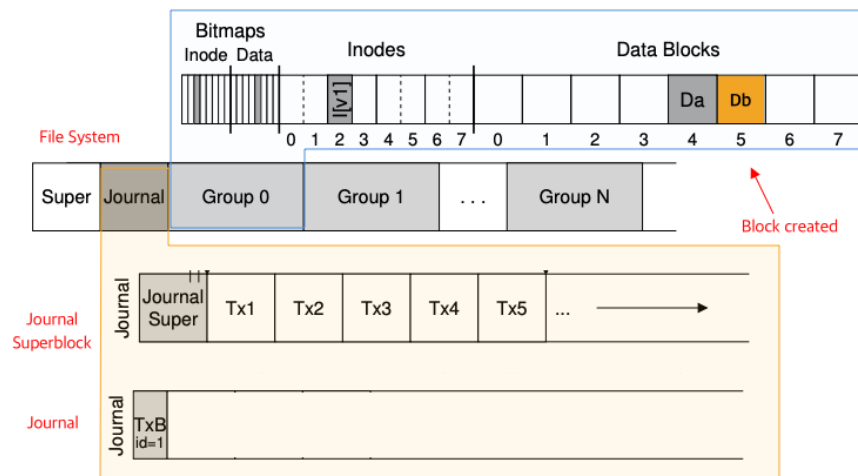 Bitmaps
Inode Data
Inodes
Data Blocks
I[v1]
Da
Db
0 1 2 3 4 5 6 7
0 1 2 3 4 5 6 7
File System
Super
Journal
Group 0
Group 1
. . .
Group N
Block created
Journal
Superblock
Journal
Journal
Super
Tx1
Tx2
Tx3
Tx4
Tx5
...
Journal
Journal
TxB
id=1